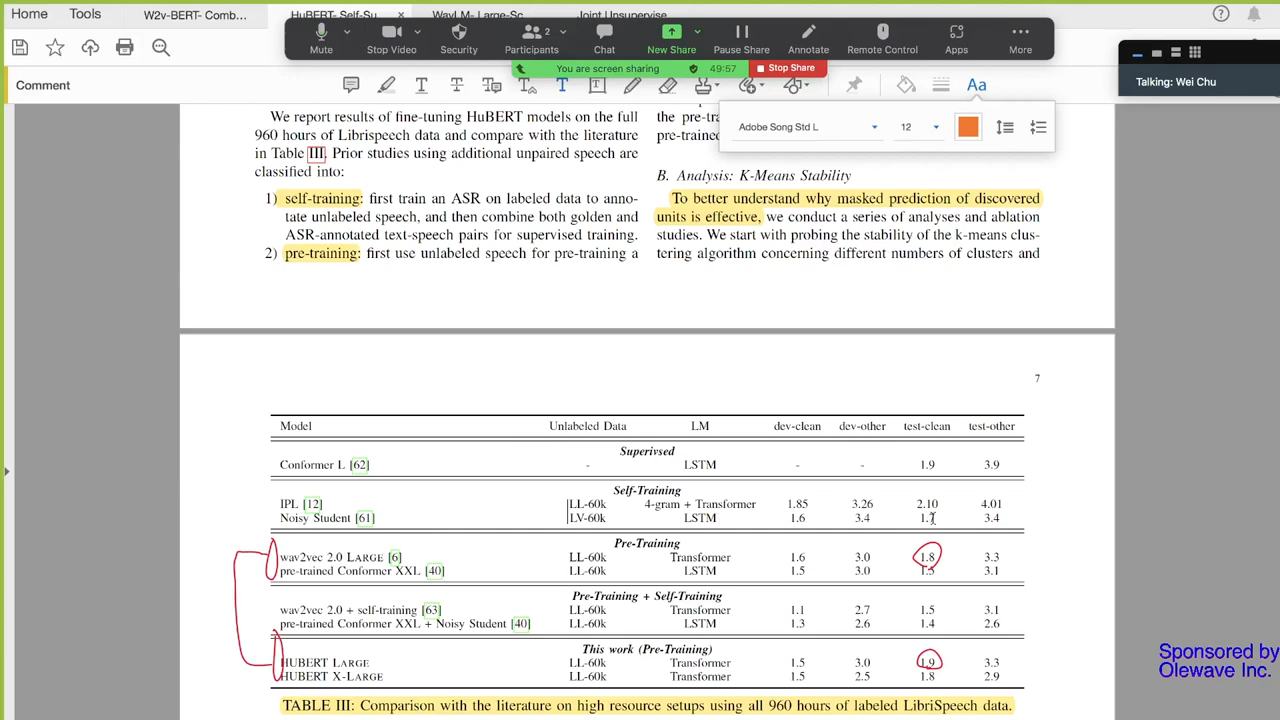 Home Tools W2v-BERT- Comb... HuBERT- Self-Su × WavLM- Large-Sc Joint Unsupervise
Mute Stop Video Security Participants 2 Chat New Share Pause Share Annotate Remote Control Apps More
You are screen sharing 49:57 Stop Share
Talking: Wei Chu
Comment
Adobe Song Std L 12
We report results of fine-tuning HuBERT models on the full
960 hours of Librispeech data and compare with the literature
in Table III. Prior studies using additional unpaired speech are
classified into:
1) self-training: first train an ASR on labeled data to anno-
tate unlabeled speech, and then combine both golden and
ASR-annotated text-speech pairs for supervised training.
2) pre-training: first use unlabeled speech for pre-training a
the pre-tra
pre-trained
B. Analysis: K-Means Stability
To better understand why masked prediction of discovered
units is effective, we conduct a series of analyses and ablation
studies. We start with probing the stability of the k-means clus-
tering algorithm concerning different numbers of clusters and
7
Model Unlabeled Data LM dev-clean dev-other test-clean test-other
Superivsed
Conformer L [62] - LSTM - - 1.9 3.9
Self-Training
IPL [12] LL-60k 4-gram + Transformer 1.85 3.26 2.10 4.01
Noisy Student [61] LV-60k LSTM 1.6 3.4 1.7 3.4
Pre-Training
wav2vec 2.0 LARGE [6] LL-60k Transformer 1.6 3.0 1.8 3.3
pre-trained Conformer XXL [40] LL-60k LSTM 1.5 3.0 1.5 3.1
Pre-Training + Self-Training
wav2vec 2.0 + self-training [63] LL-60k Transformer 1.1 2.7 1.5 3.1
pre-trained Conformer XXL + Noisy Student [40] LL-60k LSTM 1.3 2.6 1.4 2.6
This work (Pre-Training)
HUBERT LARGE LL-60k Transformer 1.5 3.0 1.9 3.3
HUBERT X-LARGE LL-60k Transformer 1.5 2.5 1.8 2.9
TABLE III: Comparison with the literature on high resource setups using all 960 hours of labeled LibriSpeech data.
Sponsored by
Olewave Inc.